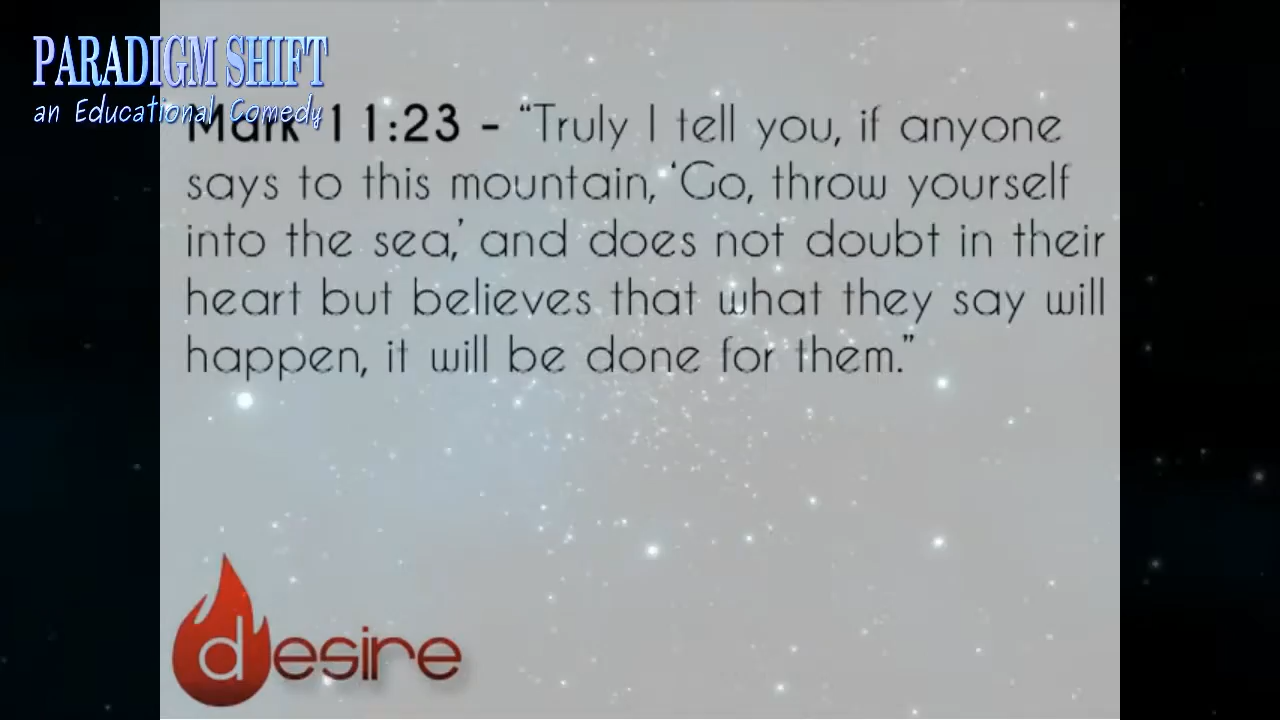 PARADIGM SHIFT
an Educational Comedy
Mark 11:23 - “Truly I tell you, if anyone
says to this mountain, ‘Go, throw yourself
into the sea,’ and does not doubt in their
heart but believes that what they say will
happen, it will be done for them.”
desire